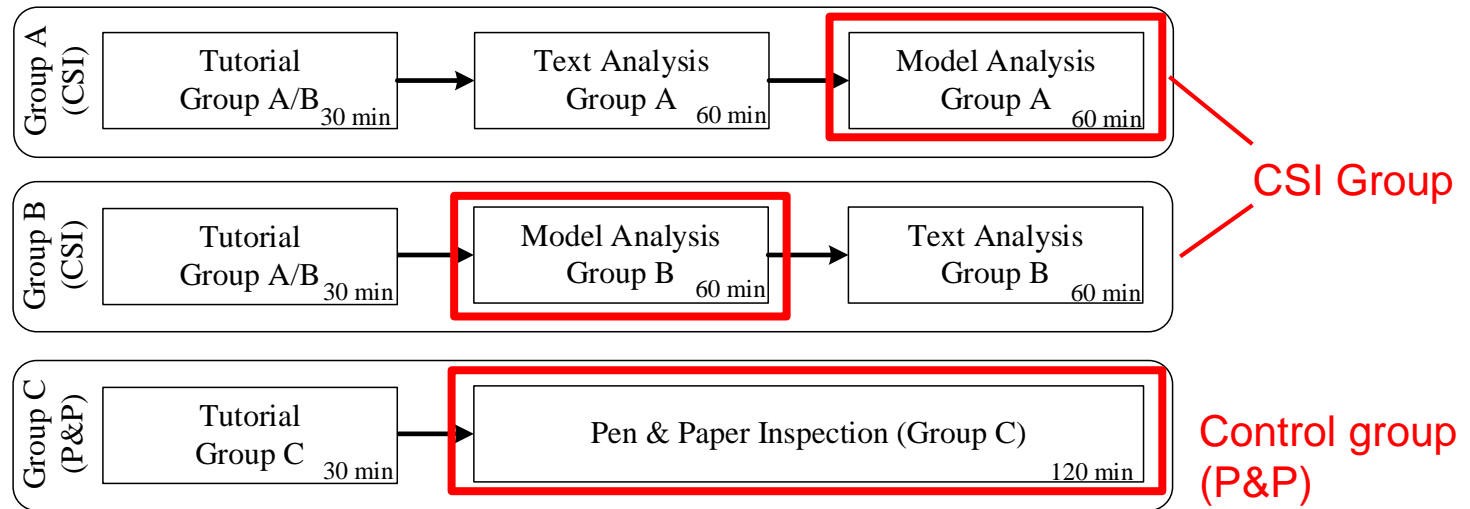 Group A
(CSI)
Tutorial
Group A/B
30 min
Text Analysis
Group A
60 min
Model Analysis
Group A
60 min
CSI Group
Group B
(CSI)
Tutorial
Group A/B
30 min
Model Analysis
Group B
60 min
Text Analysis
Group B
60 min
Group C
(P&P)
Tutorial
Group C
30 min
Pen & Paper Inspection (Group C)
120 min
Control group
(P&P)